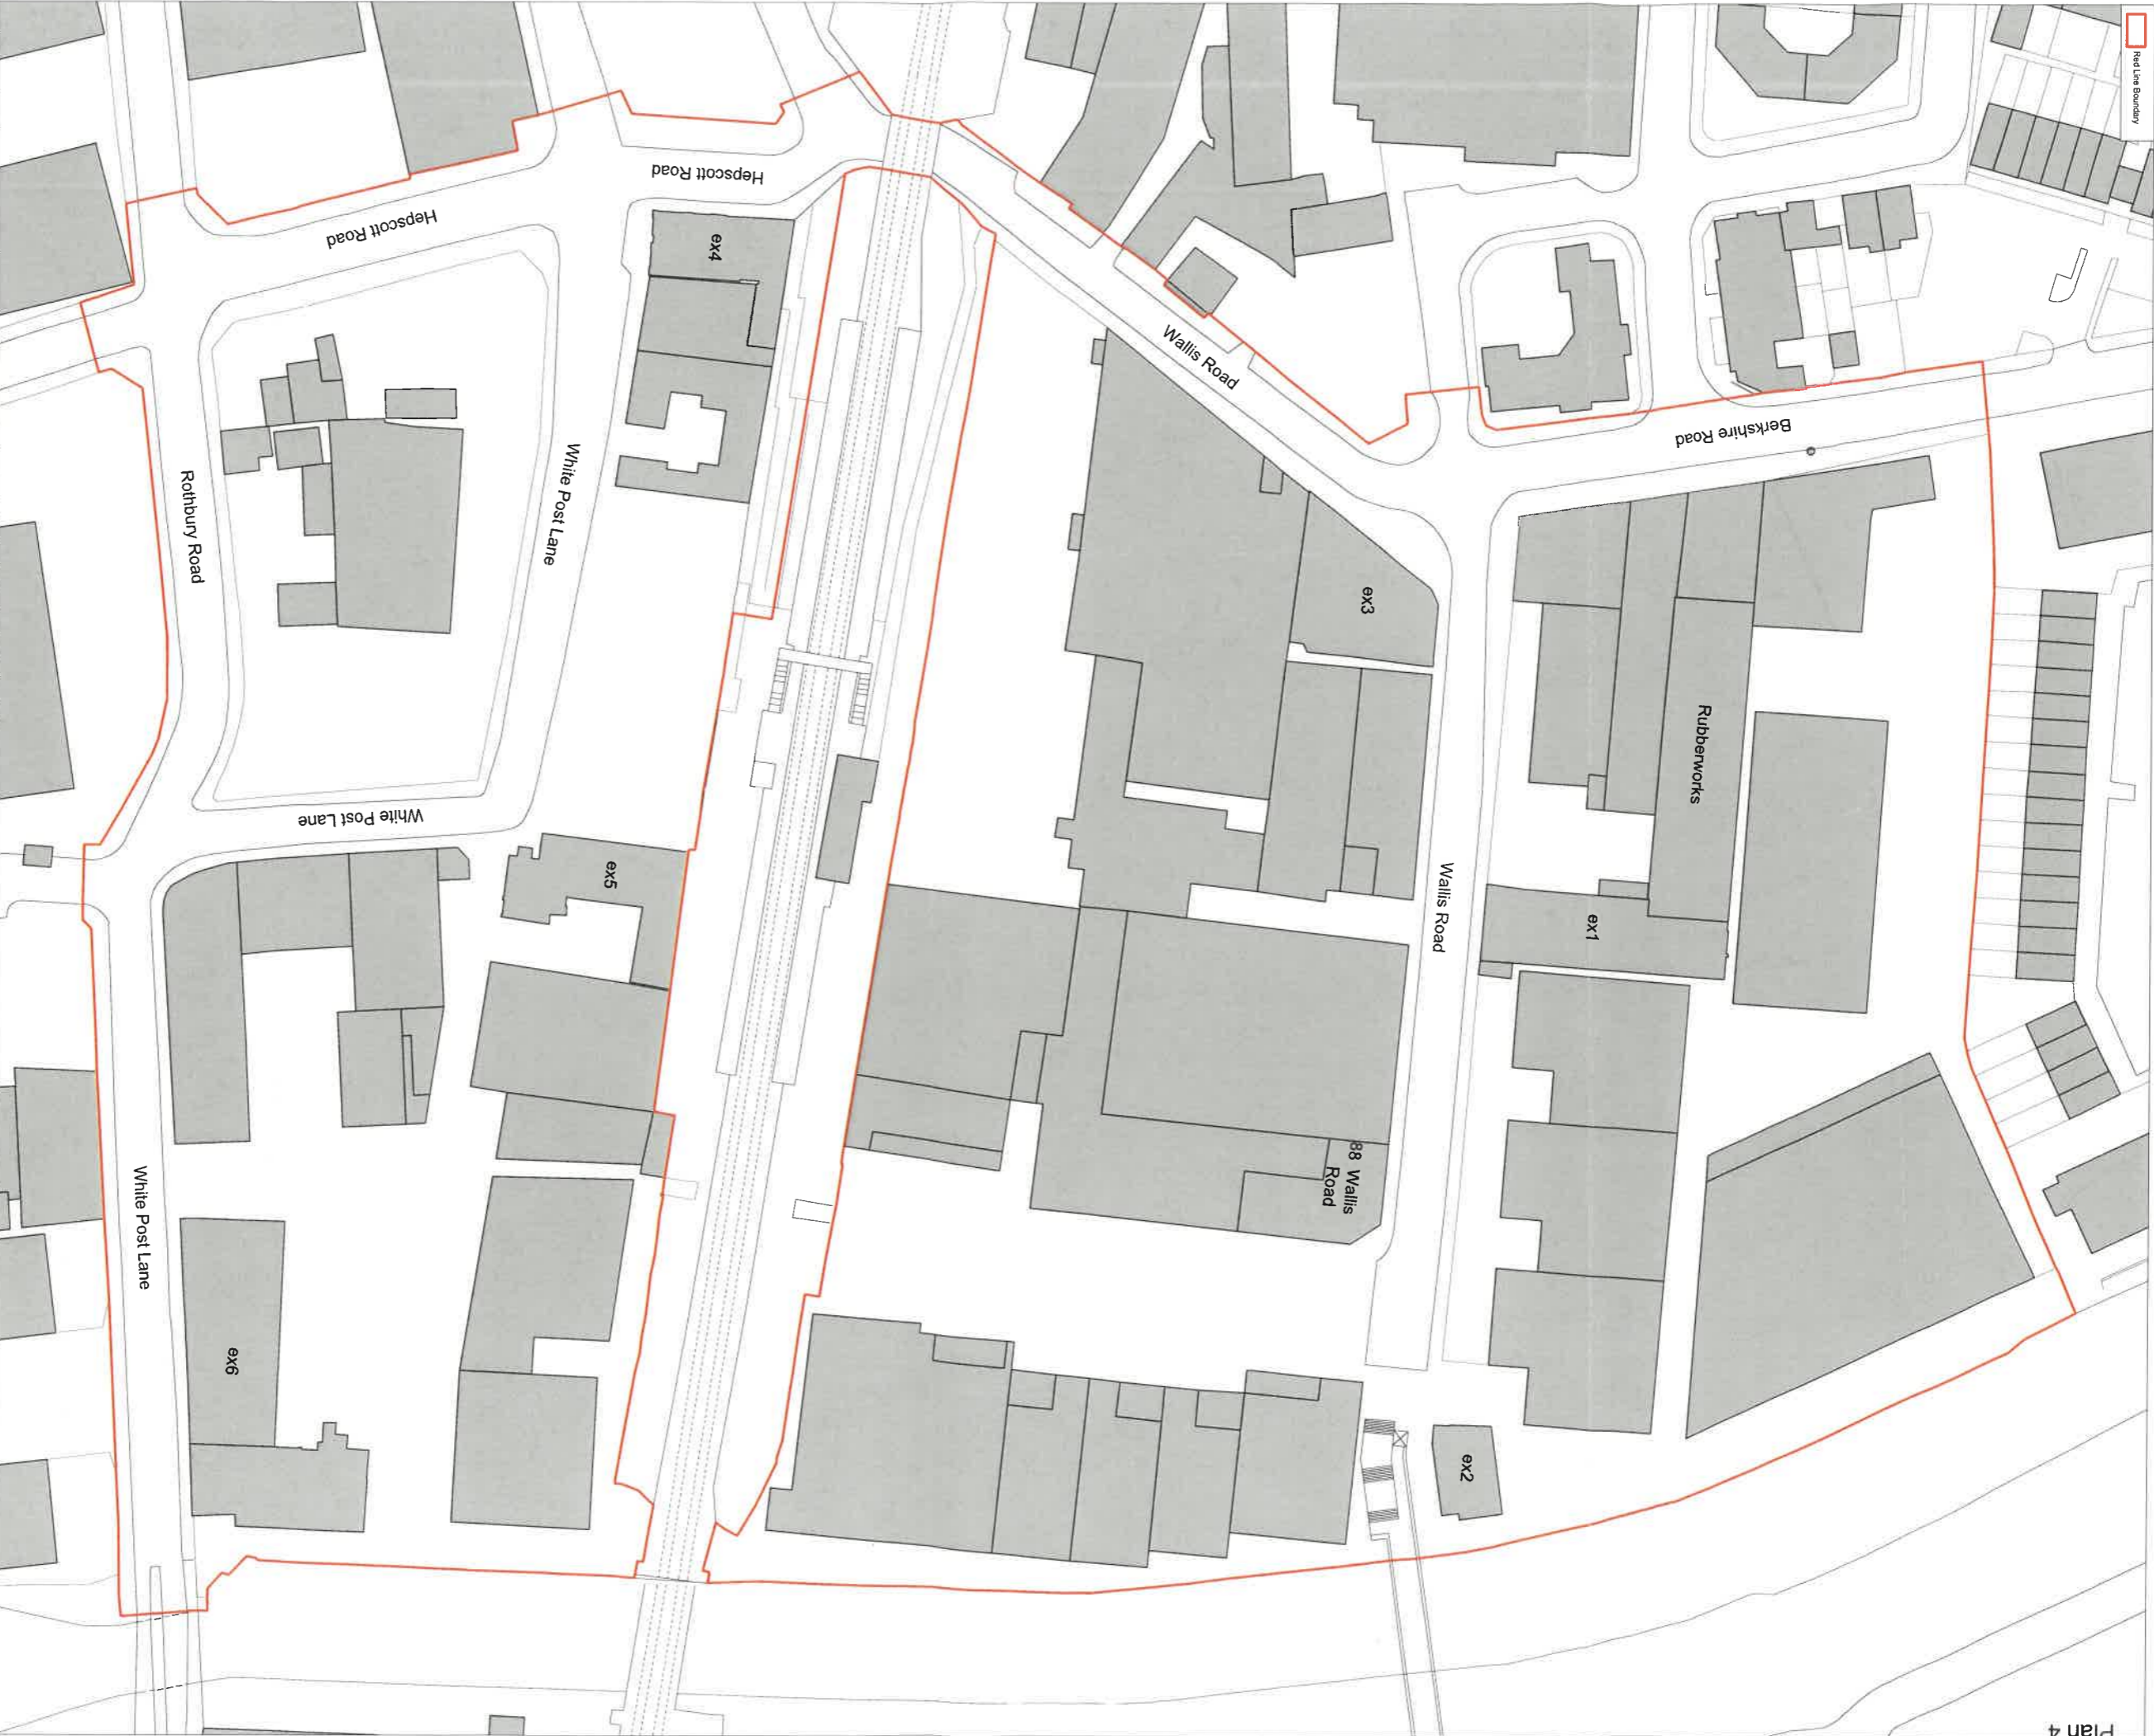 Red Line Boundary
Hepscott Road
Hepscott Road
ex4
Wallis Road
Berkshire Road
White Post Lane
Rothbury Road
ex3
Rubberworks
White Post Lane
ex5
Wallis Road
ex1
88 Wallis
Road
White Post Lane
ex6
ex2
Plan 4